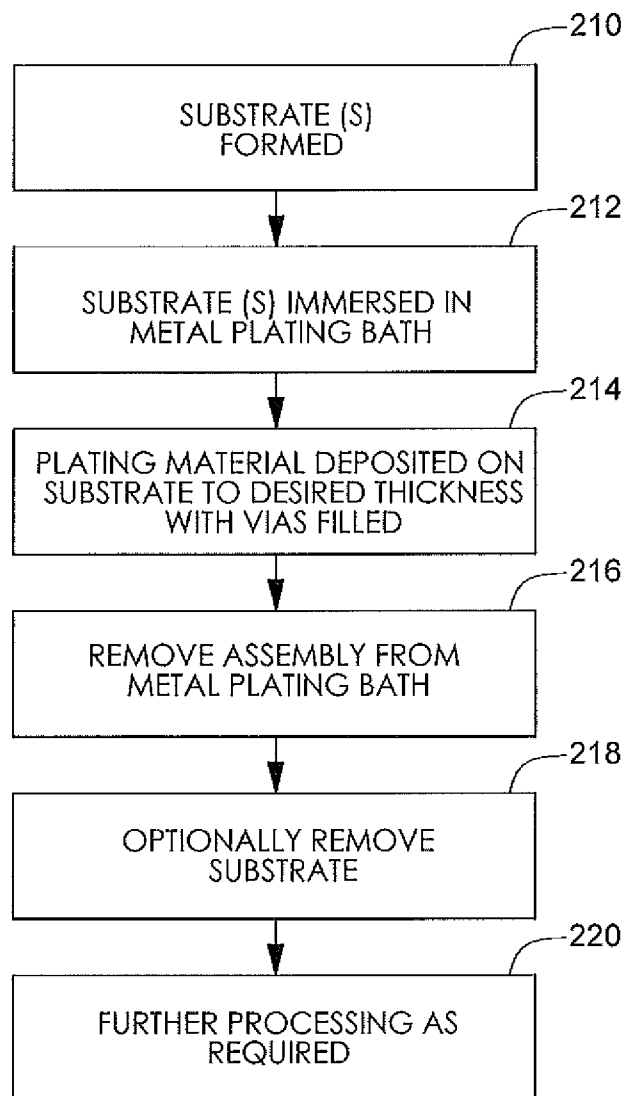 210
SUBSTRATE (S)
FORMED
212
SUBSTRATE (S) IMMERSED IN
METAL PLATING BATH
214
PLATING MATERIAL DEPOSITED ON
SUBSTRATE TO DESIRED THICKNESS
WITH VIAS FILLED
216
REMOVE ASSEMBLY FROM
METAL PLATING BATH
218
OPTIONALLY REMOVE
SUBSTRATE
220
FURTHER PROCESSING AS
REQUIRED